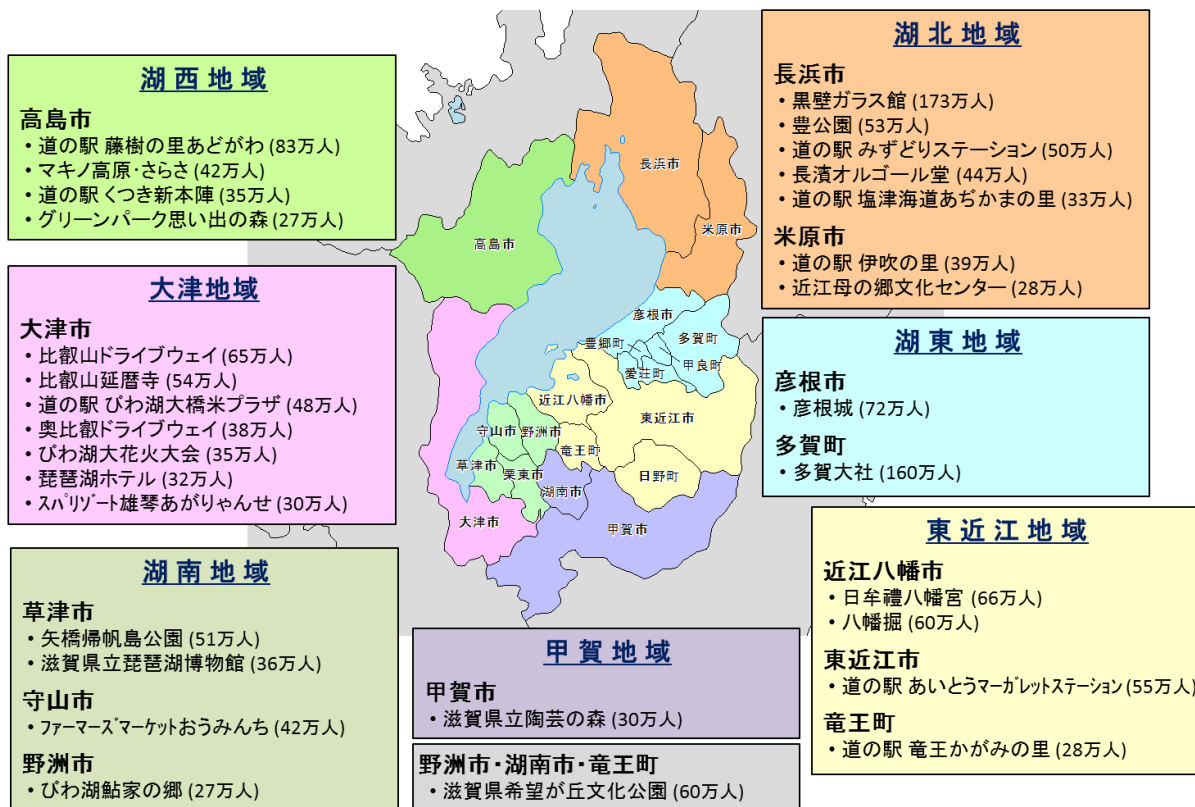 湖西地域
高島市
・道の駅 藤樹の里あどがわ (83万人)
・マキノ高原・さらさ (42万人)
・道の駅 くつき新本陣 (35万人)
・グリーンパーク思い出の森 (27万人)
大津地域
大津市
・比叡山ドライブウェイ (65万人)
・比叡山延暦寺 (54万人)
・道の駅 びわ湖大橋米プラザ (48万人)
・奥比叡ドライブウェイ (38万人)
・びわ湖大花火大会 (35万人)
・琵琶湖ホテル (32万人)
・スパリゾート雄琴あがりゃんせ (30万人)
湖南地域
草津市
・矢橋帰帆島公園 (51万人)
・滋賀県立琵琶湖博物館 (36万人)
守山市
・ファーマーズマーケットおうみんち (42万人)
野洲市
・びわ湖鮎家の郷 (27万人)
長浜市
米原市
高島市
彦根市
豊郷町
多賀町
甲良町
愛荘町
近江八幡市
東近江市
守山市
野洲市
竜王町
草津市
栗東市
湖南市
日野町
大津市
甲賀市
甲賀地域
甲賀市
・滋賀県立陶芸の森 (30万人)
野洲市・湖南市・竜王町
・滋賀県希望が丘文化公園 (60万人)
湖北地域
長浜市
・黒壁ガラス館 (173万人)
・豊公園 (53万人)
・道の駅 みずどりステーション (50万人)
・長濱オルゴール堂 (44万人)
・道の駅 塩津海道あぢかまの里 (33万人)
米原市
・道の駅 伊吹の里 (39万人)
・近江母の郷文化センター (28万人)
湖東地域
彦根市
・彦根城 (72万人)
多賀町
・多賀大社 (160万人)
東近江地域
近江八幡市
・日牟禮八幡宮 (66万人)
・八幡堀 (60万人)
東近江市
・道の駅 あいとうマーガレットステーション (55万人)
竜王町
・道の駅 竜王かがみの里 (28万人)